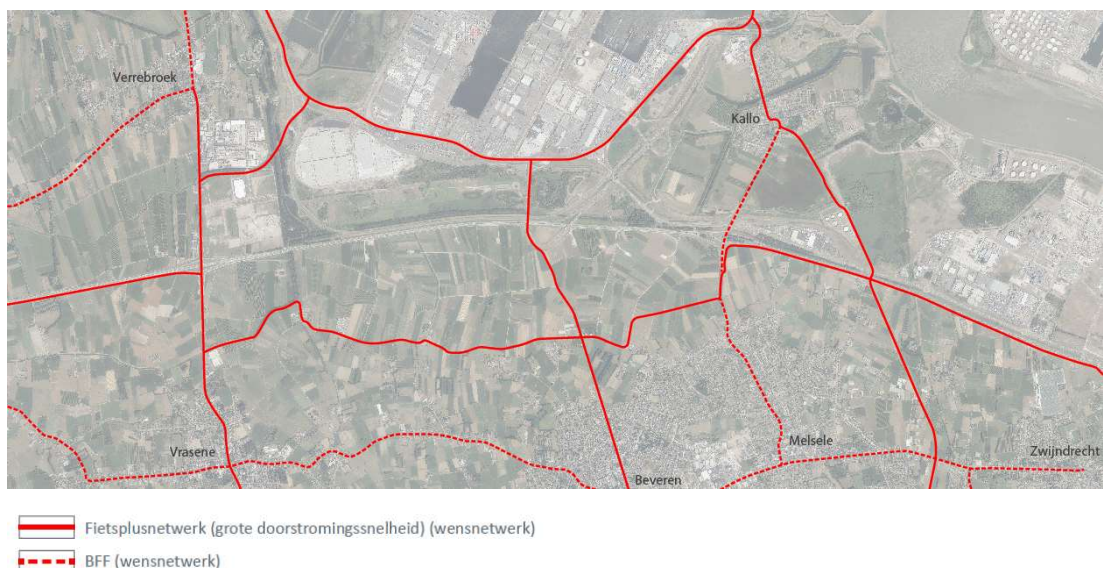 Verrebroek
Kallo
Vrasene
Melsele
Zwijndrecht
Beveren
Fietsplusnetwerk (grote doorstromingssnelheid) (wensnetwerk)
BFF (wensnetwerk)